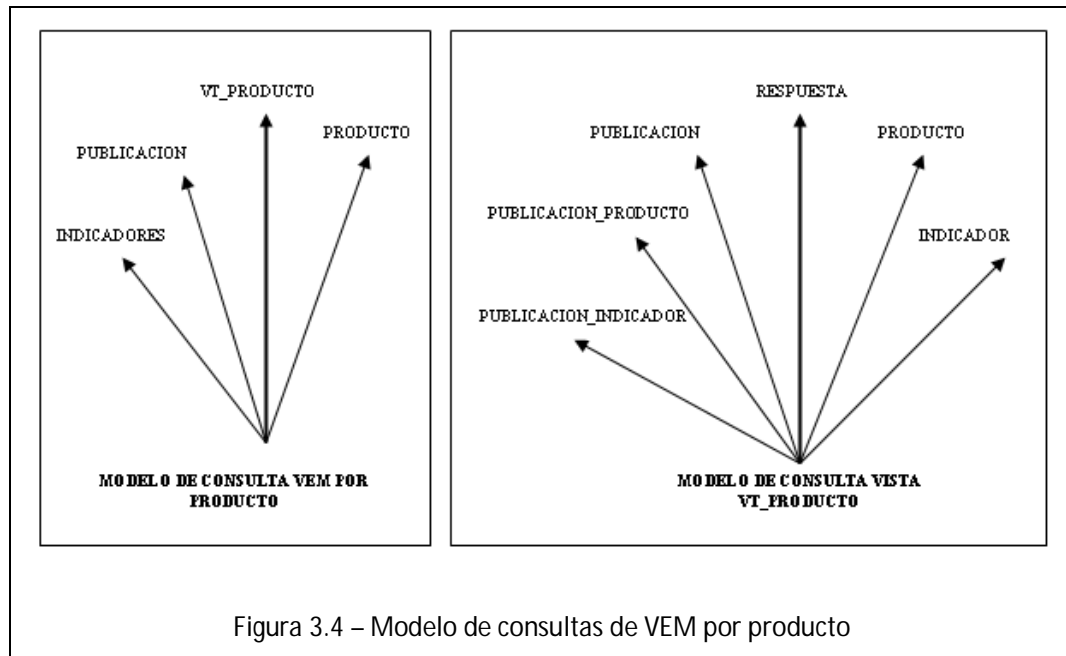 VT_PRODUCTO
PRODUCTO
PUBLICACION
INDICADORES
MODELO DE CONSULTA VEM POR
PRODUCTO
RESPUESTA
PUBLICACION
PRODUCTO
PUBLICACION_PRODUCTO
INDICADOR
PUBLICACION_INDICADOR
MODELO DE CONSULTA VISTA
VT_PRODUCTO
Figura 3.4 – Modelo de consultas de VEM por producto